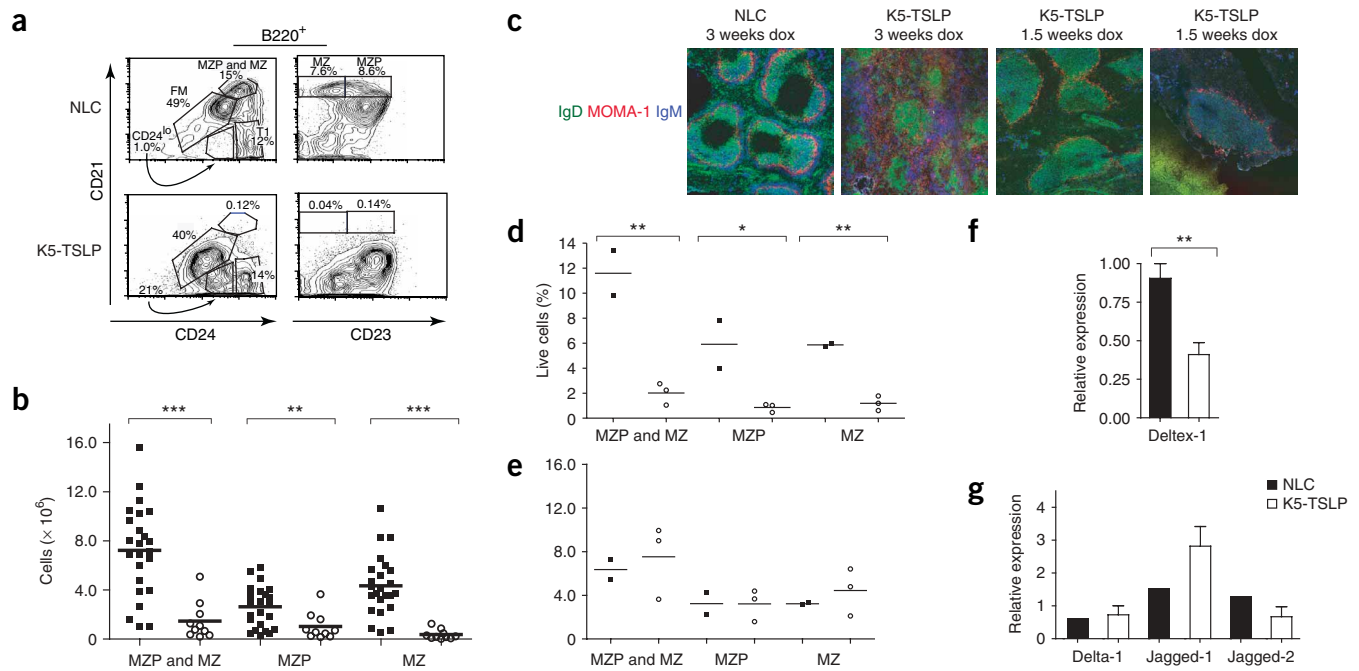 a
B220+
MZP and MZ
15%
FM
49%
CD24lo
1.0%
T1
12%
NLC
MZ
7.6%
MZP
8.6%
CD21
K5-TSLP
40%
0.12%
21%
14%
0.04%
0.14%
CD24
CD23
b
***
**
***
Cells (× 10⁶)
16.0
12.0
8.0
4.0
0
MZP and MZ
MZP
MZ
c
NLC
3 weeks dox
K5-TSLP
3 weeks dox
K5-TSLP
1.5 weeks dox
K5-TSLP
1.5 weeks dox
IgD MOMA-1 IgM
d
**
*
**
Live cells (%)
14
12
10
8
6
4
2
0
MZP and MZ
MZP
MZ
e
16.0
12.0
8.0
4.0
0
MZP and MZ
MZP
MZ
f
**
Relative expression
1.00
0.75
0.50
0.25
0.00
Deltex-1
g
NLC
K5-TSLP
Relative expression
4
3
2
1
0
Delta-1
Jagged-1
Jagged-2